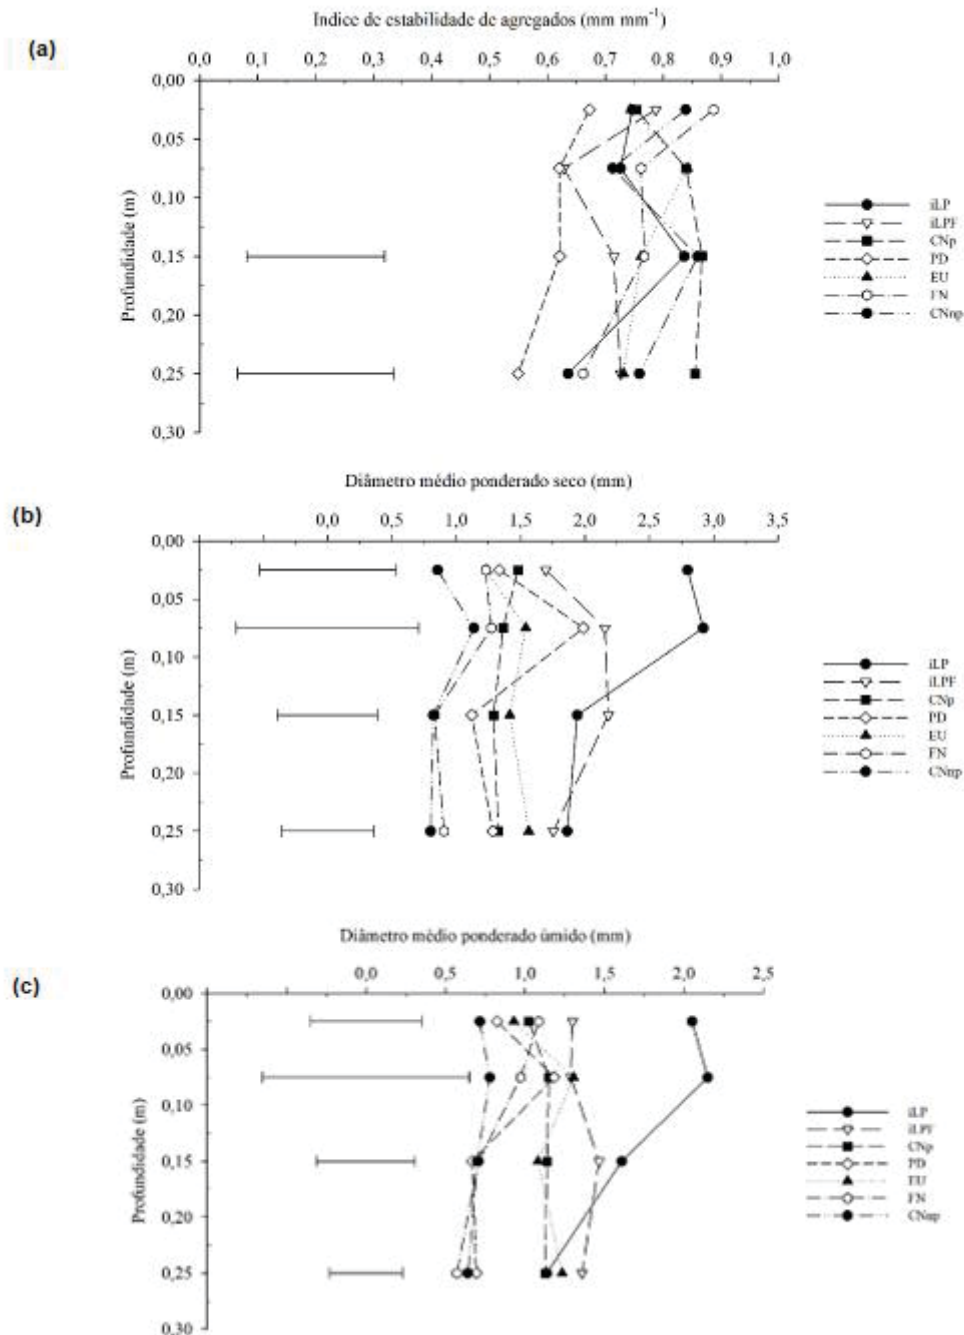 Indice de estabilidade de agregados (mm mm⁻¹)
(a)
0,0 0,1 0,2 0,3 0,4 0,5 0,6 0,7 0,8 0,9 1,0
0,00
0,05
0,10
0,15
0,20
0,25
0,30
Profundidade (m)
iLP
iLPF
CNp
PD
EU
FN
CNnp
Diâmetro médio ponderado seco (mm)
(b)
0,0 0,5 1,0 1,5 2,0 2,5 3,0 3,5
0,00
0,05
0,10
0,15
0,20
0,25
0,30
Profundidade (m)
iLP
iLPF
CNp
PD
EU
FN
CNnp
Diâmetro médio ponderado úmido (mm)
(c)
0,0 0,5 1,0 1,5 2,0 2,5
0,00
0,05
0,10
0,15
0,20
0,25
0,30
Profundidade (m)
iLP
iLPF
CNp
PD
EU
FN
CNnp